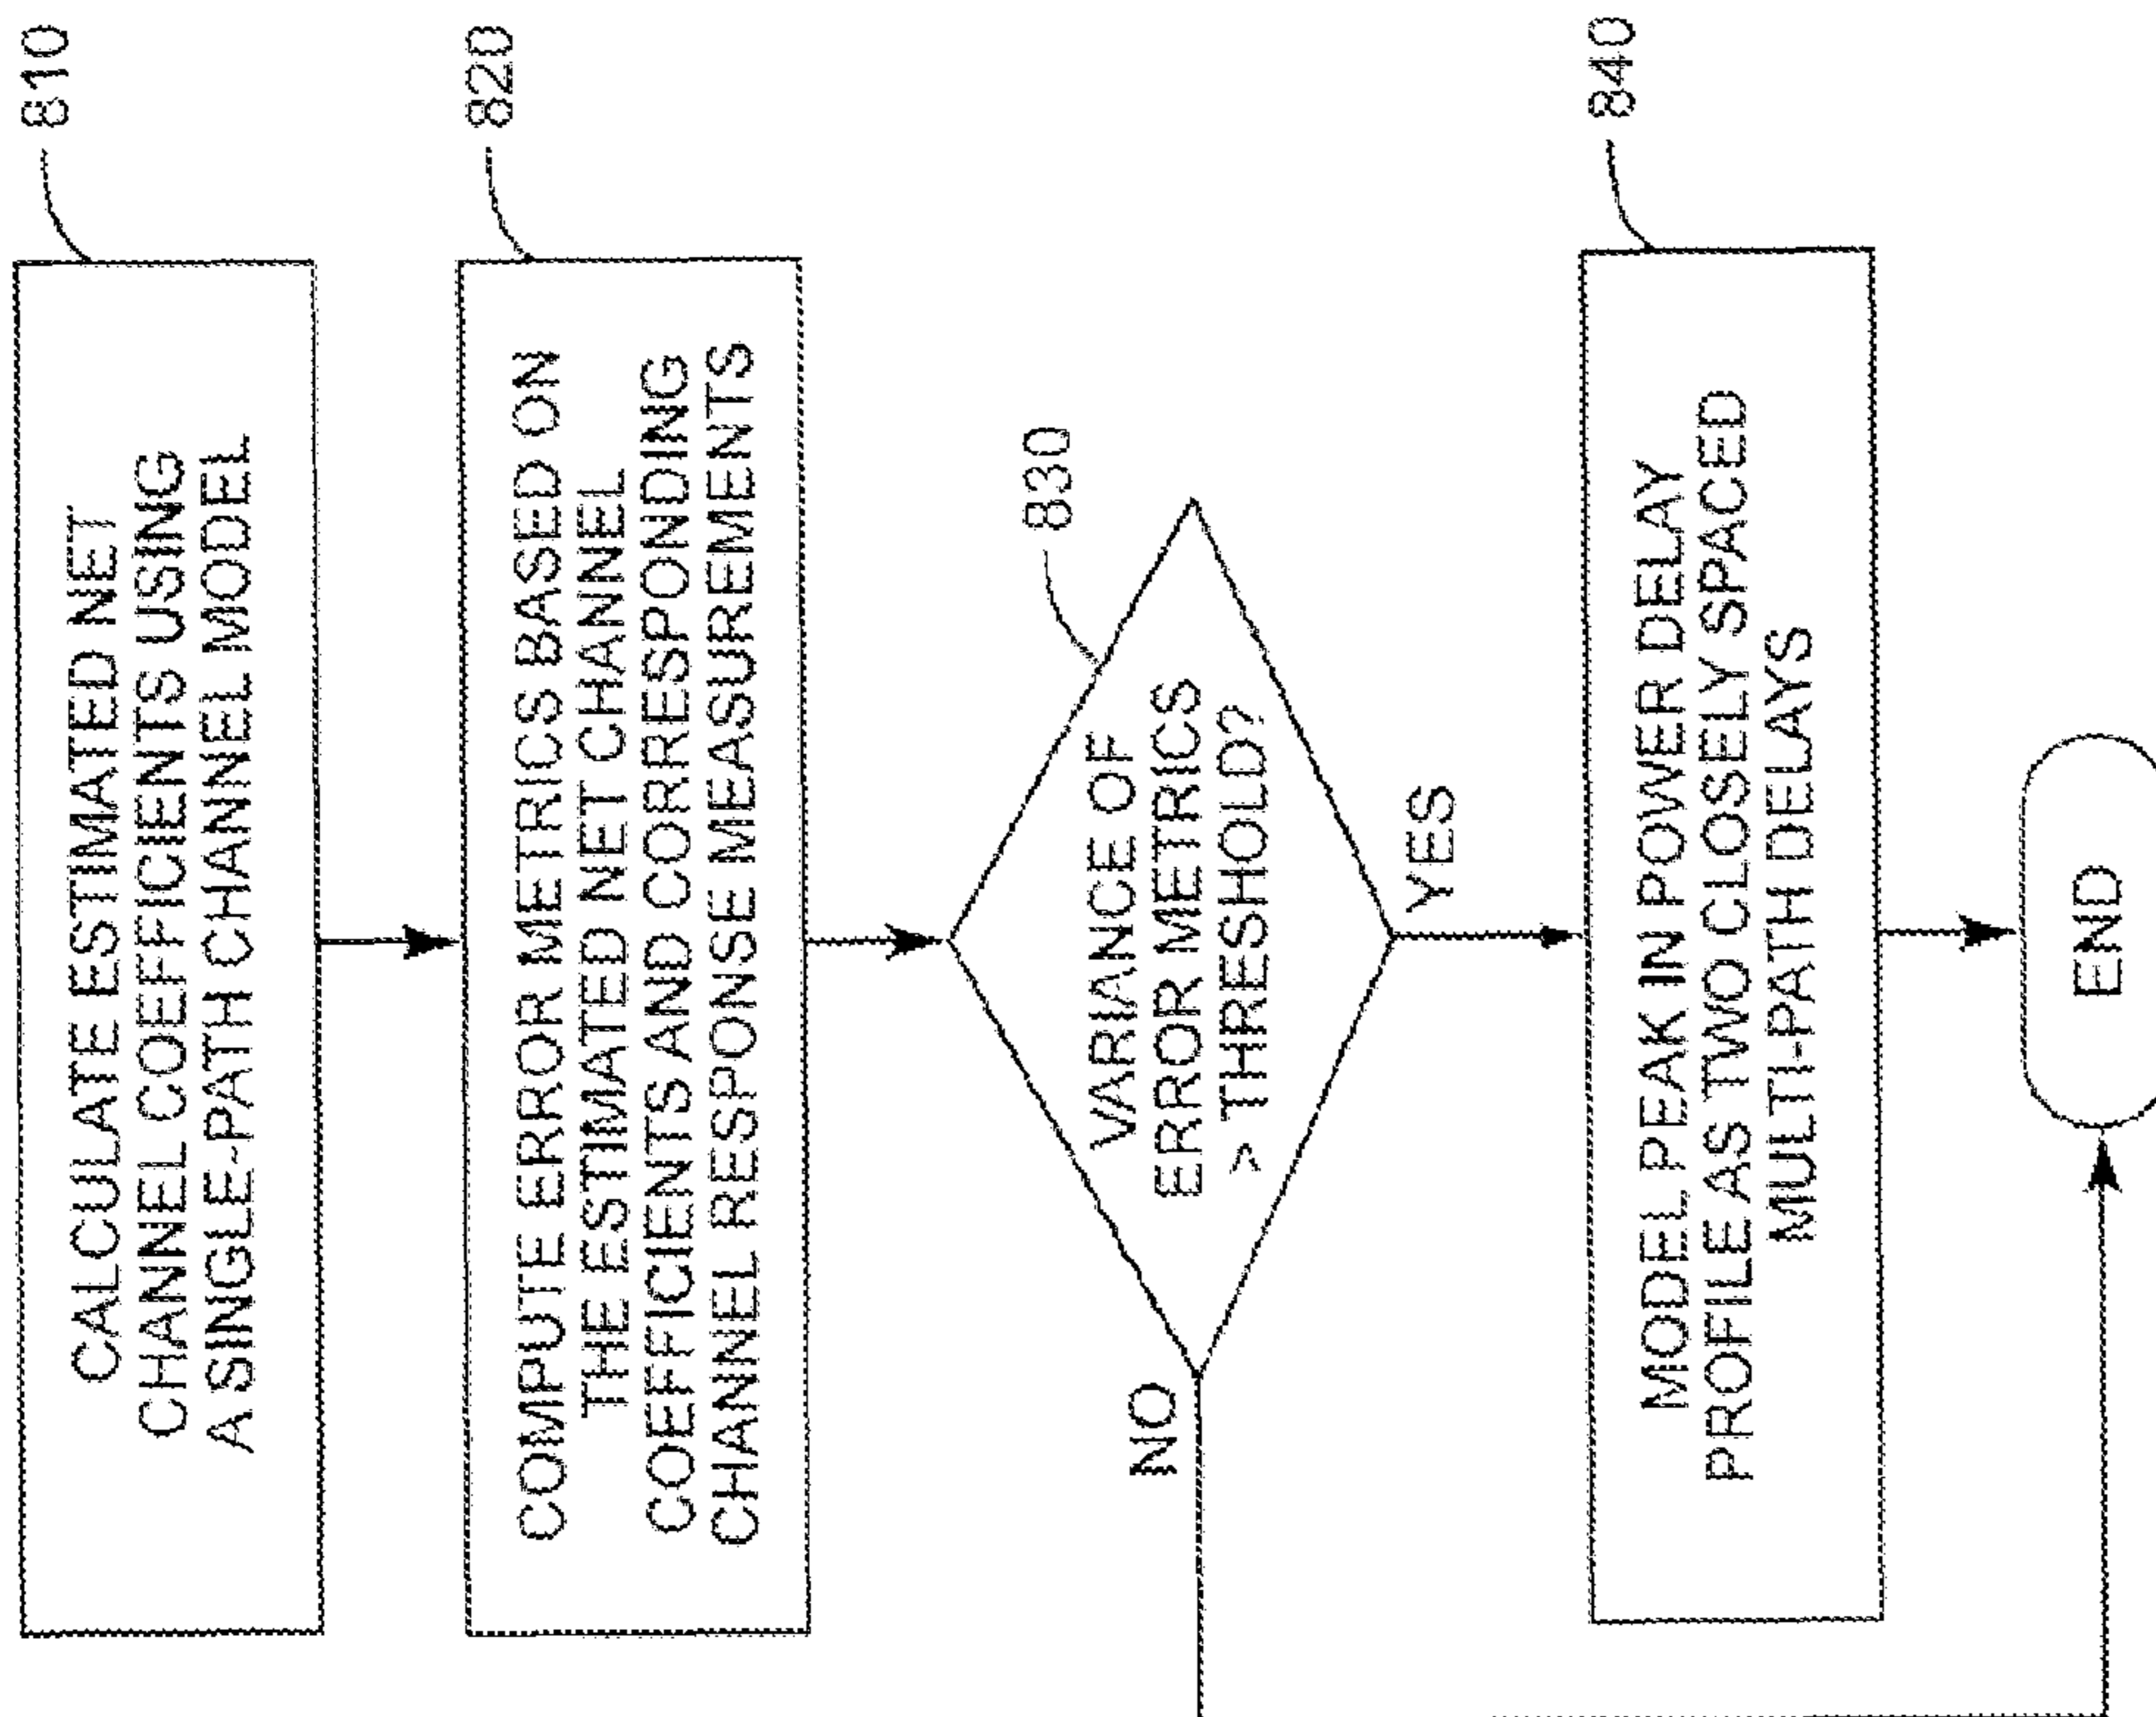 810
CALCULATE ESTIMATED NET
CHANNEL COEFFICIENTS USING
A SINGLE-PATH CHANNEL MODEL
820
COMPUTE ERROR METRICS BASED ON
THE ESTIMATED NET CHANNEL
COEFFICIENTS AND CORRESPONDING
CHANNEL RESPONSE MEASUREMENTS
830
VARIANCE OF
ERROR METRICS
> THRESHOLD?
NO
YES
840
MODEL PEAK IN POWER DELAY
PROFILE AS TWO CLOSELY SPACED
MULTI-PATH DELAYS
END